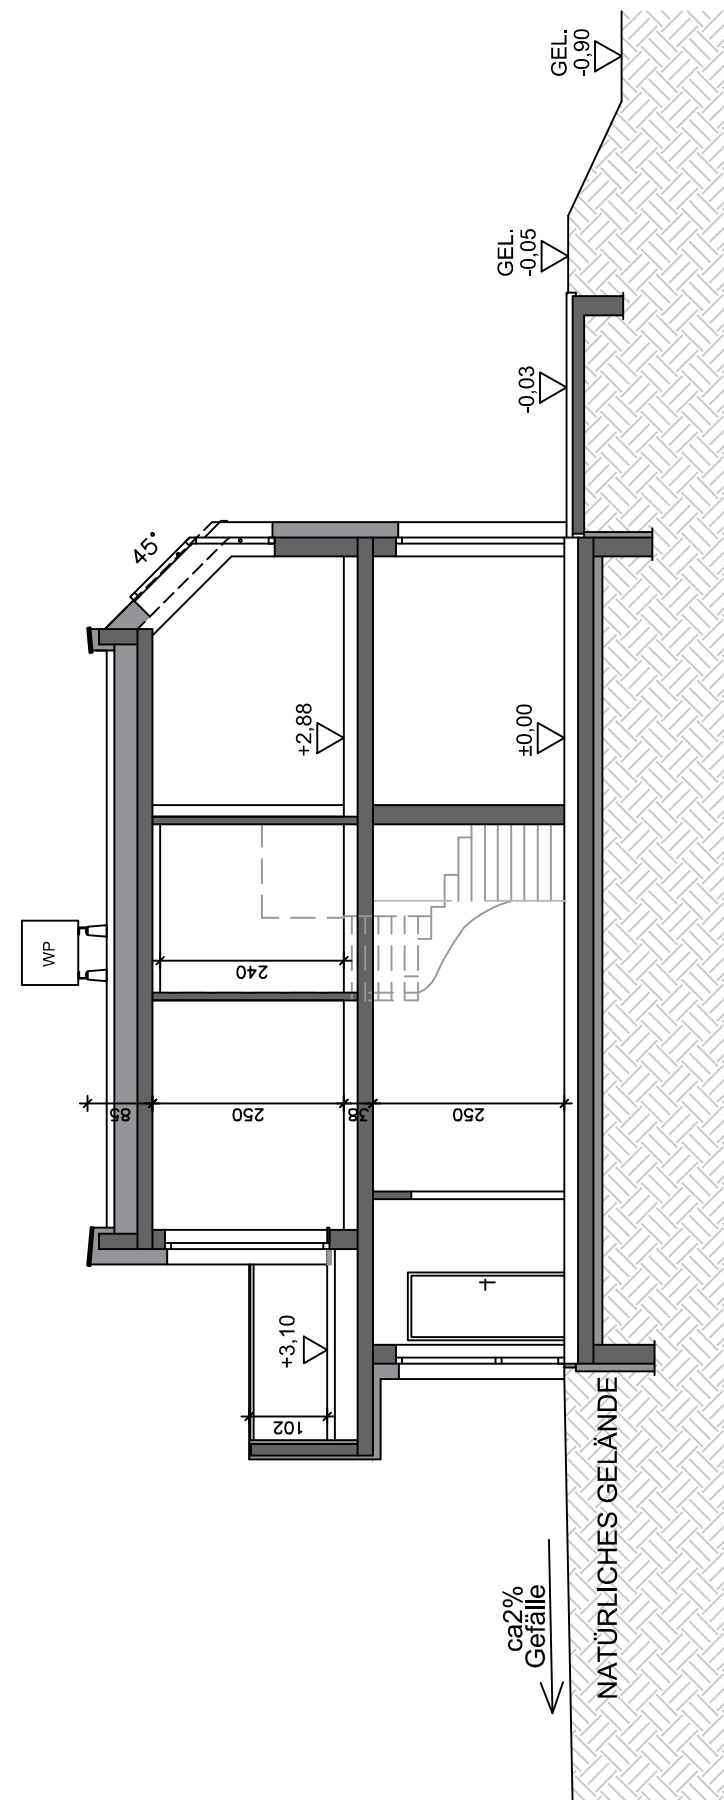 GEL.
-0,90
GEL.
-0,05
-0,03
45°
+2,88
±0,00
WP
240
85
250
38
250
+3,10
102
ca2%
Gefälle
NATÜRLICHES GELÄNDE